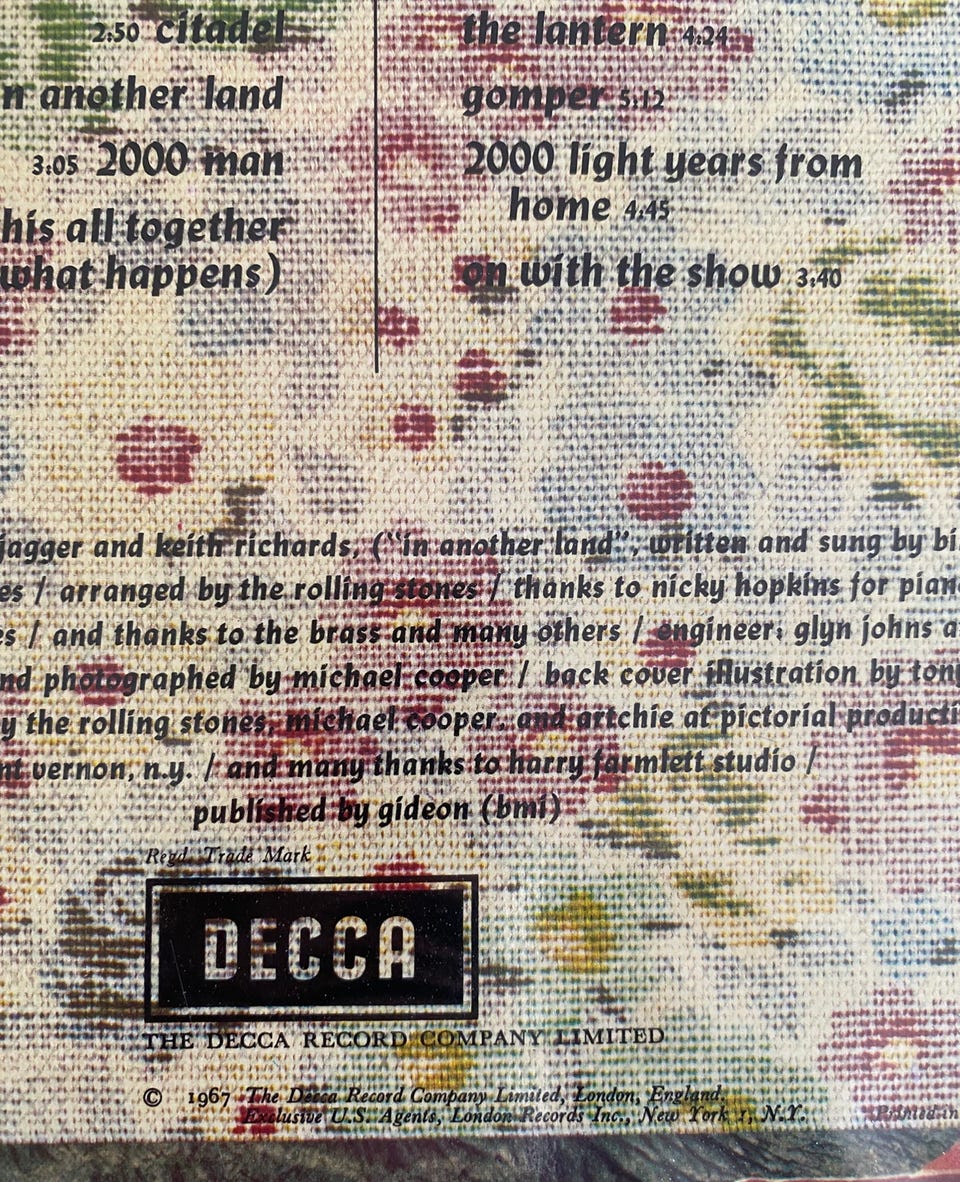 2:50 citadel
n another land
3:05 2000 man
his all together
what happens)
the lantern 4:24
gomper 5:12
2000 light years from
home 4:45
on with the show 3:40
jagger and keith richards, ("in another land", written and sung by bi
es / arranged by the rolling stones / thanks to nicky hopkins for pian
es / and thanks to the brass and many others / engineer: glyn johns a
nd photographed by michael cooper / back cover illustration by tony
y the rolling stones, michael cooper. and artchie at pictorial producti
nt vernon, n.y. / and many thanks to harry farmlett studio /
published by gideon (bmi)
Regd. Trade Mark
DECCA
THE DECCA RECORD COMPANY LIMITED
© 1967 The Decca Record Company Limited, London, England.
Exclusive U.S. Agents, London Records Inc., New York 1, N.Y.
Printed in